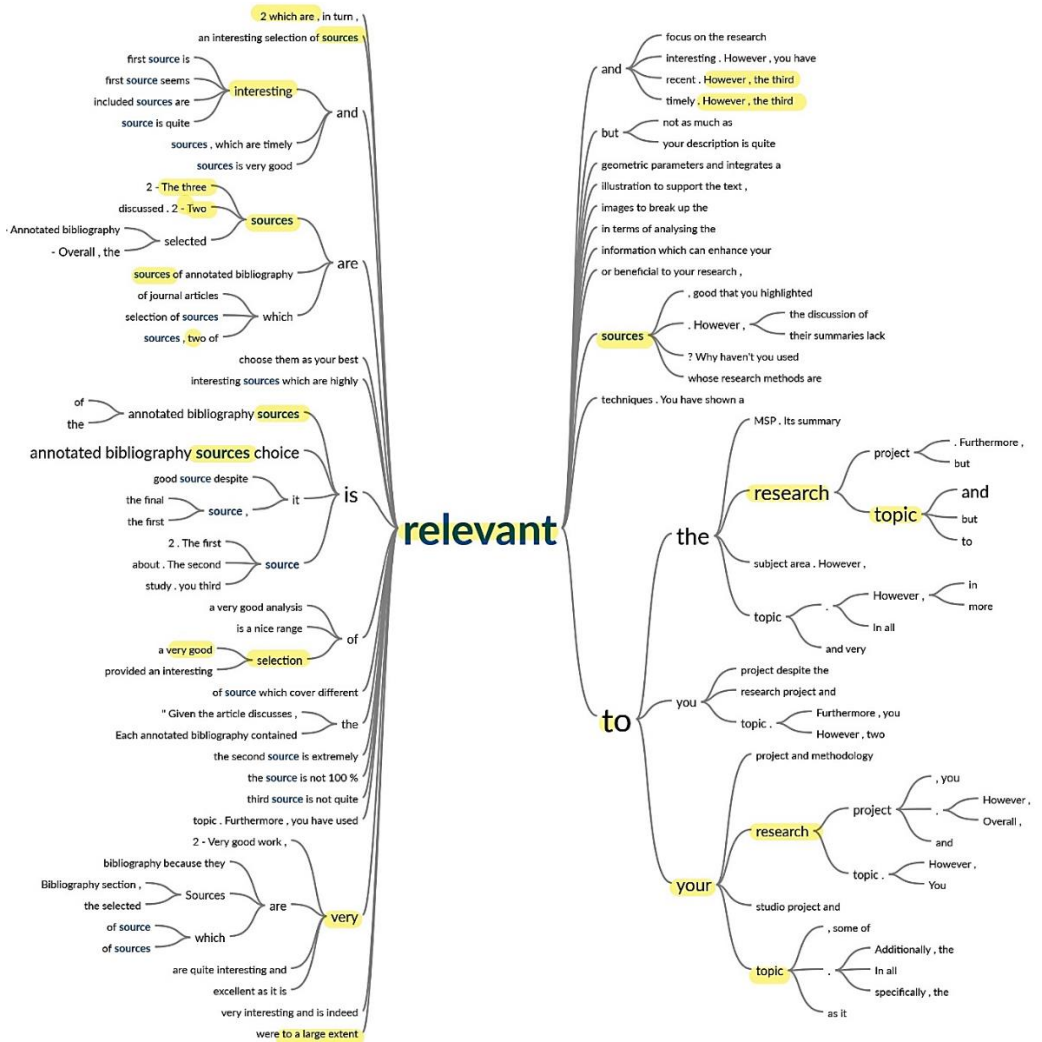 2 which are , in turn ,
an interesting selection of sources
first source is
first source seems
included sources are
source is quite
interesting
sources , which are timely
sources is very good
and
2 - The three
discussed . 2 - Two
- Annotated bibliography
- Overall , the
selected
sources
sources of annotated bibliography
of journal articles
selection of sources
sources , two of
which
are
choose them as your best
interesting sources which are highly
of
the
annotated bibliography sources
annotated bibliography sources choice
good source despite
the final
the first
source ,
it
2 . The first
about . The second
study . you third
source
is
a very good analysis
is a nice range
a very good
provided an interesting
selection
of
of source which cover different
" Given the article discusses ,
Each annotated bibliography contained
the
the second source is extremely
the source is not 100 %
third source is not quite
topic . Furthermore , you have used
2 - Very good work ,
bibliography because they
Bibliography section ,
the selected
Sources
of source
of sources
which
are
are quite interesting and
excellent as it is
very
very interesting and is indeed
were to a large extent
relevant
and
focus on the research
interesting . However , you have
recent . However , the third
timely . However , the third
but
not as much as
your description is quite
geometric parameters and integrates a
illustration to support the text ,
images to break up the
in terms of analysing the
information which can enhance your
or beneficial to your research ,
sources
, good that you highlighted
. However ,
the discussion of
their summaries lack
? Why haven't you used
whose research methods are
techniques . You have shown a
to
the
MSP . Its summary
research
project
. Furthermore ,
but
topic
and
but
to
subject area . However ,
topic
.
However ,
in
more
In all
and very
you
project despite the
research project and
topic .
Furthermore , you
However , two
your
project and methodology
research
project
, you
.
However ,
Overall ,
and
topic .
However ,
You
studio project and
topic
, some of
.
Additionally , the
In all
specifically , the
as it